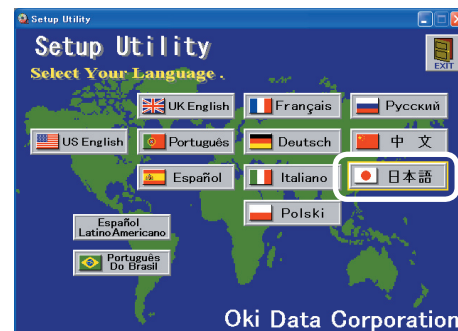 Setup Utility
Setup Utility
EXIT
Select Your Language .
UK English
Français
Русский
US English
Português
Deutsch
中 文
Español
Italiano
日本語
Polski
Español
Latino Americano
Português
Do Brasil
Oki Data Corporation